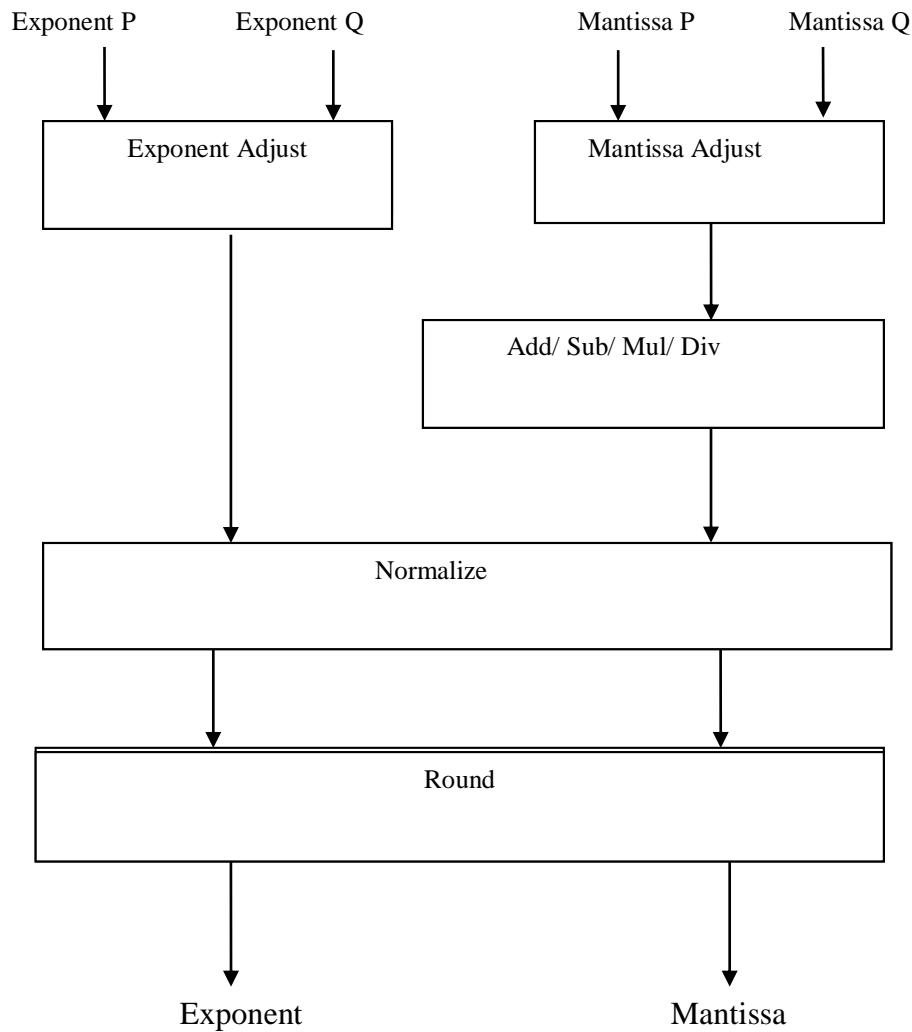 Exponent P Exponent Q Mantissa P Mantissa Q
Exponent Adjust Mantissa Adjust
Add/ Sub/ Mul/ Div
Normalize
Round
Exponent Mantissa